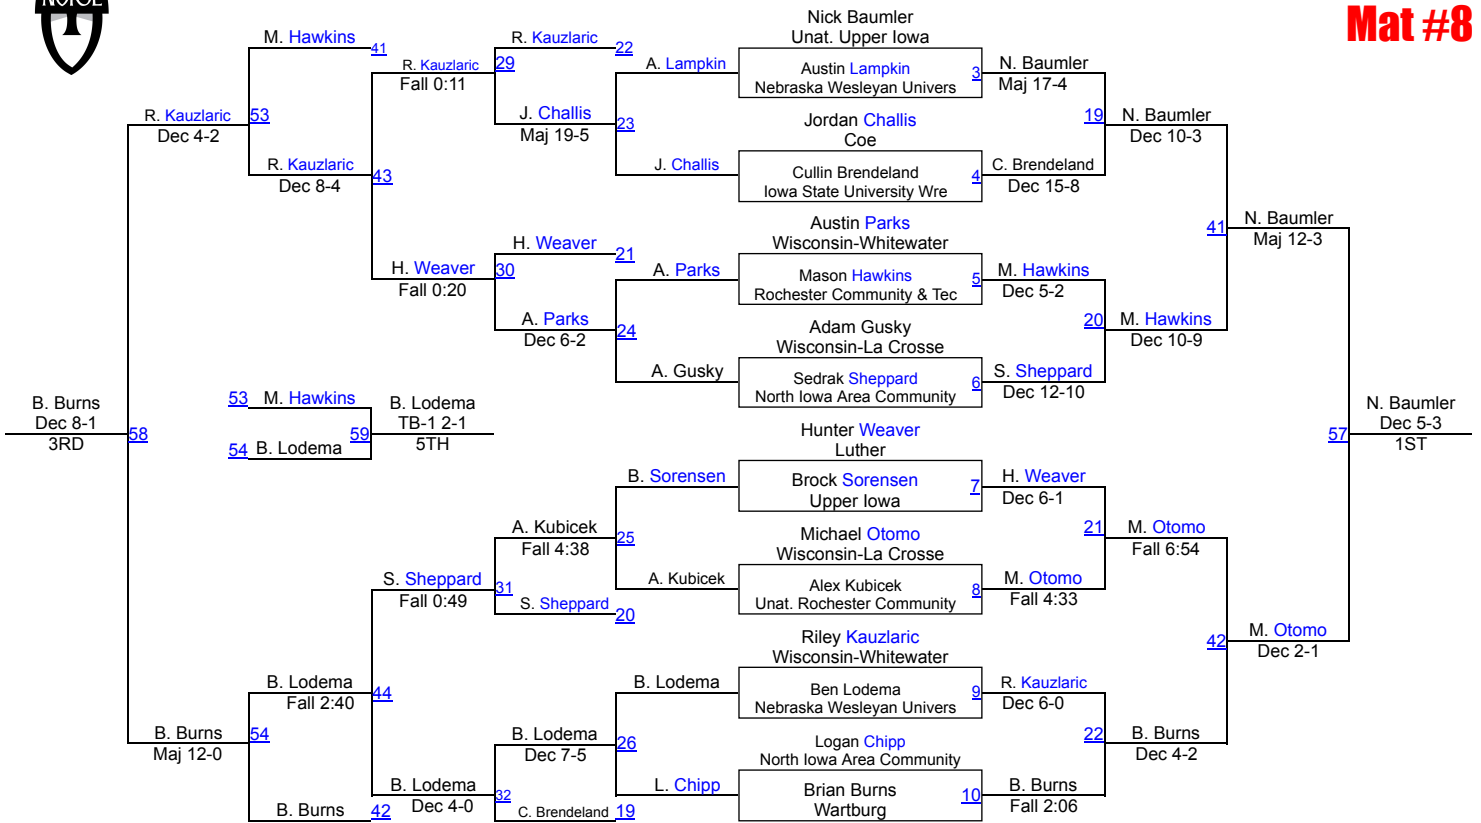 Mat #8
Nick Baumler
Unat. Upper Iowa
M. Hawkins
41
R. Kauzlaric
22
R. Kauzlaric
Fall 0:11
29
A. Lampkin
Austin Lampkin
Nebraska Wesleyan Univers
3
N. Baumler
Maj 17-4
R. Kauzlaric
Dec 4-2
53
J. Challis
Maj 19-5
23
Jordan Challis
Coe
19
N. Baumler
Dec 10-3
R. Kauzlaric
Dec 8-4
43
J. Challis
Cullin Brendeland
Iowa State University Wre
4
C. Brendeland
Dec 15-8
Austin Parks
Wisconsin-Whitewater
41
N. Baumler
Maj 12-3
H. Weaver
21
H. Weaver
Fall 0:20
30
A. Parks
Mason Hawkins
Rochester Community & Tec
5
M. Hawkins
Dec 5-2
A. Parks
Dec 6-2
24
Adam Gusky
Wisconsin-La Crosse
20
M. Hawkins
Dec 10-9
A. Gusky
Sedrak Sheppard
North Iowa Area Community
6
S. Sheppard
Dec 12-10
B. Burns
Dec 8-1
3RD
58
53
M. Hawkins
54
B. Lodema
59
B. Lodema
TB-1 2-1
5TH
Hunter Weaver
Luther
57
N. Baumler
Dec 5-3
1ST
B. Sorensen
Brock Sorensen
Upper Iowa
7
H. Weaver
Dec 6-1
A. Kubicek
Fall 4:38
25
Michael Otomo
Wisconsin-La Crosse
21
M. Otomo
Fall 6:54
S. Sheppard
Fall 0:49
31
A. Kubicek
Alex Kubicek
Unat. Rochester Community
8
M. Otomo
Fall 4:33
S. Sheppard
20
Riley Kauzlaric
Wisconsin-Whitewater
42
M. Otomo
Dec 2-1
B. Lodema
Fall 2:40
44
B. Lodema
Ben Lodema
Nebraska Wesleyan Univers
9
R. Kauzlaric
Dec 6-0
B. Burns
Maj 12-0
54
B. Lodema
Dec 7-5
26
Logan Chipp
North Iowa Area Community
22
B. Burns
Dec 4-2
B. Lodema
Dec 4-0
32
L. Chipp
Brian Burns
Wartburg
10
B. Burns
Fall 2:06
B. Burns
42
C. Brendeland
19